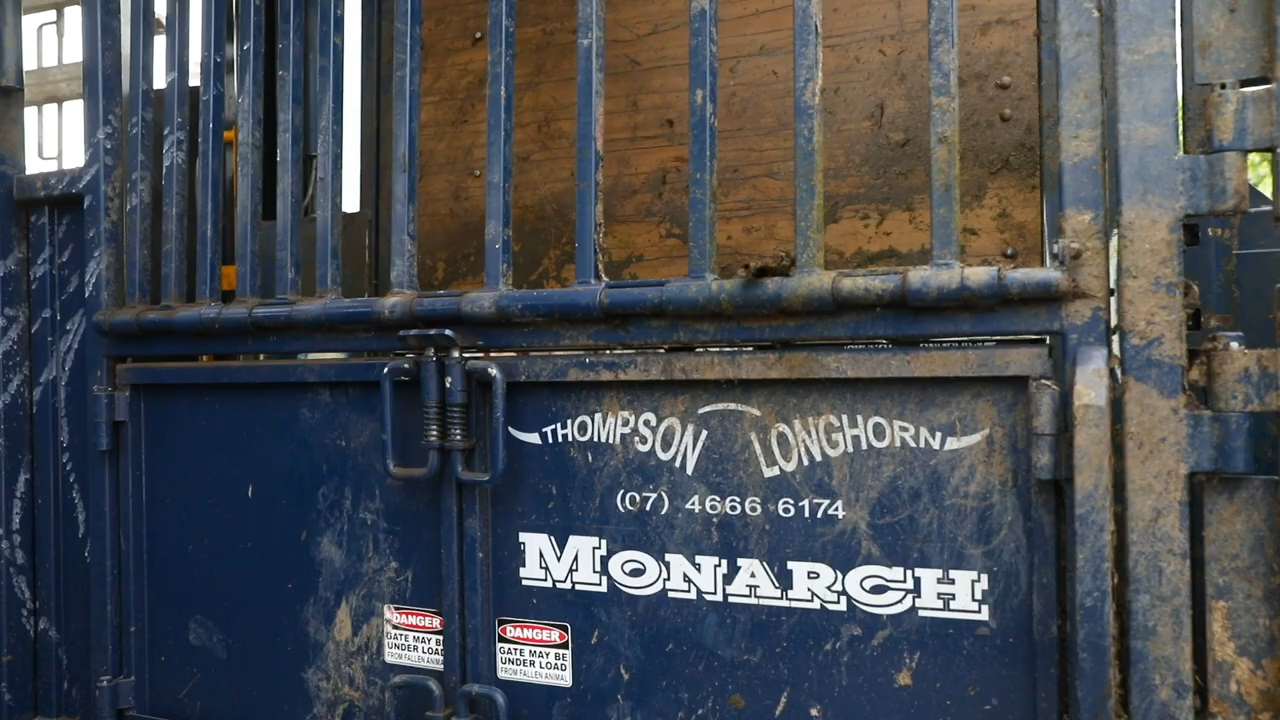 THOMPSON LONGHORN
(07) 4666 6174
MONARCH
DANGER
GATE MAY BE
UNDER LOAD
FROM FALLEN ANIMA
DANGER
GATE MAY BE
UNDER LOAD
FROM FALLEN ANIMAL